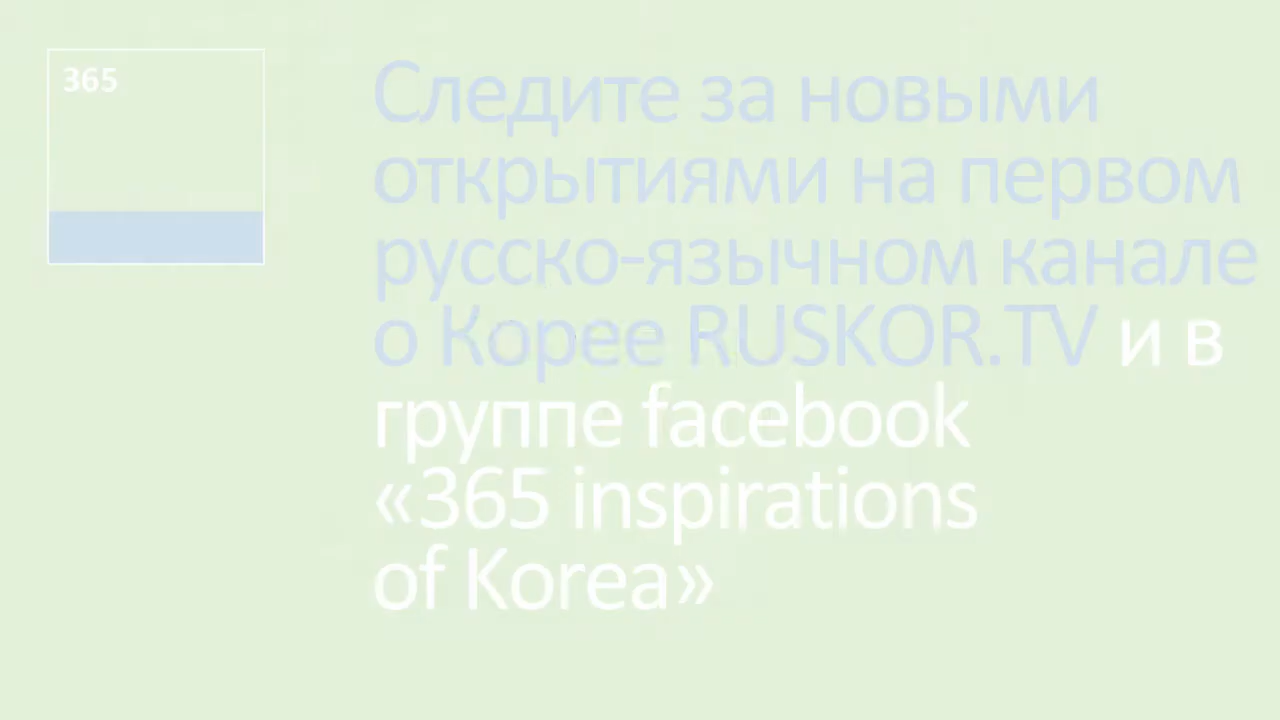 365
Следите за новыми
открытиями на первом
русско-язычном канале
о Корее RUSKOR.TV и в
группе facebook
«365 inspirations
of Korea»